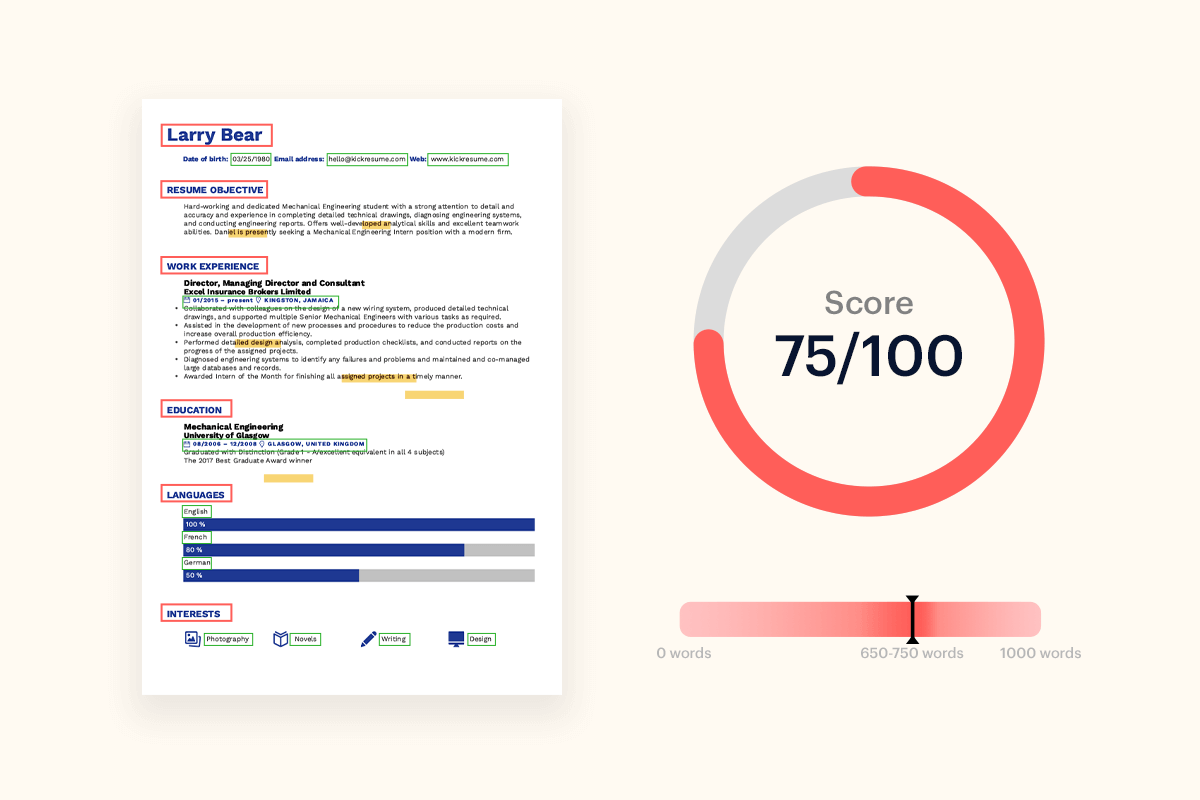 Larry Bear
Date of birth: 03/25/1980 Email address: hello@kickresume.com Web: www.kickresume.com
RESUME OBJECTIVE
Hard-working and dedicated Mechanical Engineering student with a strong attention to detail and
accuracy and experience in completing detailed technical drawings, diagnosing engineering systems,
and conducting engineering reports. Offers well-developed analytical skills and excellent teamwork
abilities. Daniel is presently seeking a Mechanical Engineering Intern position with a modern firm.
WORK EXPERIENCE
Director, Managing Director and Consultant
Excel Insurance Brokers Limited
01/2015 – present KINGSTON, JAMAICA
• Collaborated with colleagues on the design of a new wiring system, produced detailed technical
drawings, and supported multiple Senior Mechanical Engineers with various tasks as required.
• Assisted in the development of new processes and procedures to reduce the production costs and
increase overall production efficiency.
• Performed detailed design analysis, completed production checklists, and conducted reports on the
progress of the assigned projects.
• Diagnosed engineering systems to identify any failures and problems and maintained and co-managed
large databases and records.
• Awarded Intern of the Month for finishing all assigned projects in a timely manner.
EDUCATION
Mechanical Engineering
University of Glasgow
08/2006 – 12/2008 GLASGOW, UNITED KINGDOM
Graduated with Distinction (Grade 1 - A/excellent equivalent in all 4 subjects)
The 2017 Best Graduate Award winner
LANGUAGES
English
100 %
French
80 %
German
50 %
INTERESTS
Photography Novels Writing Design
Score
75/100
0 words 650-750 words 1000 words